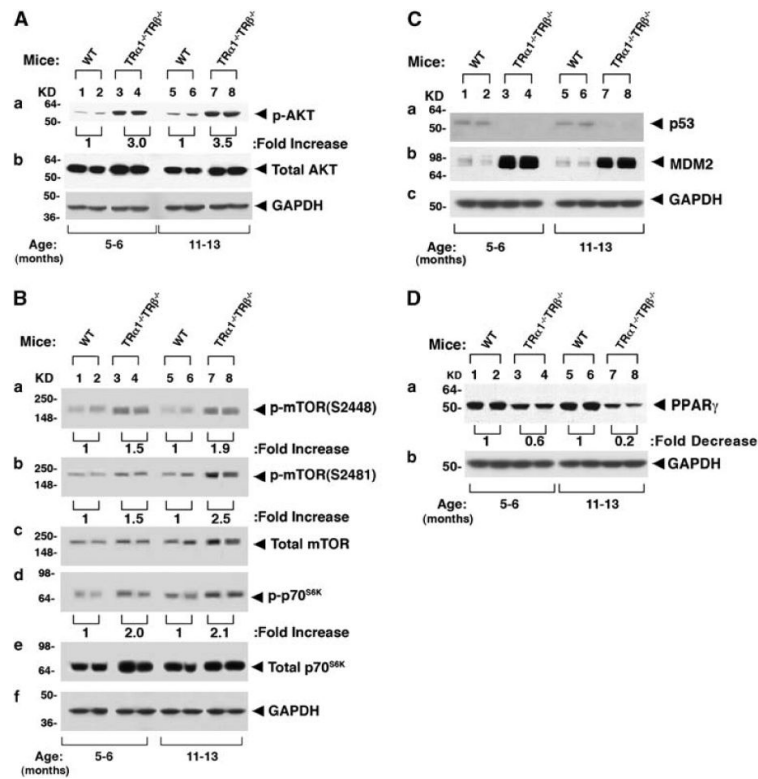 A
Mice: WT TRα1⁻/⁻TRβ⁻/⁻ WT TRα1⁻/⁻TRβ⁻/⁻
KD 1 2 3 4 5 6 7 8
a
64-
50-
p-AKT
1 3.0 1 3.5 :Fold Increase
b
64-
50-
Total AKT
50-
36-
GAPDH
Age: 5-6 11-13
(months)
B
Mice: WT TRα1⁻/⁻TRβ⁻/⁻ WT TRα1⁻/⁻TRβ⁻/⁻
KD 1 2 3 4 5 6 7 8
a
250-
148-
p-mTOR(S2448)
1 1.5 1 1.9 :Fold Increase
b
250-
148-
p-mTOR(S2481)
1 1.5 1 2.5 :Fold Increase
c
250-
148-
Total mTOR
d
98-
64-
p-p70ˢ⁶ᴷ
1 2.0 1 2.1 :Fold Increase
e
98-
64-
Total p70ˢ⁶ᴷ
f
50-
36-
GAPDH
Age: 5-6 11-13
(months)
C
Mice: WT TRα1⁻/⁻TRβ⁻/⁻ WT TRα1⁻/⁻TRβ⁻/⁻
KD 1 2 3 4 5 6 7 8
a
64-
50-
p53
b
98-
64-
MDM2
c
50-
GAPDH
Age: 5-6 11-13
(months)
D
Mice: WT TRα1⁻/⁻TRβ⁻/⁻ WT TRα1⁻/⁻TRβ⁻/⁻
KD 1 2 3 4 5 6 7 8
a
64-
50-
PPARγ
1 0.6 1 0.2 :Fold Decrease
b
50-
GAPDH
Age: 5-6 11-13
(months)